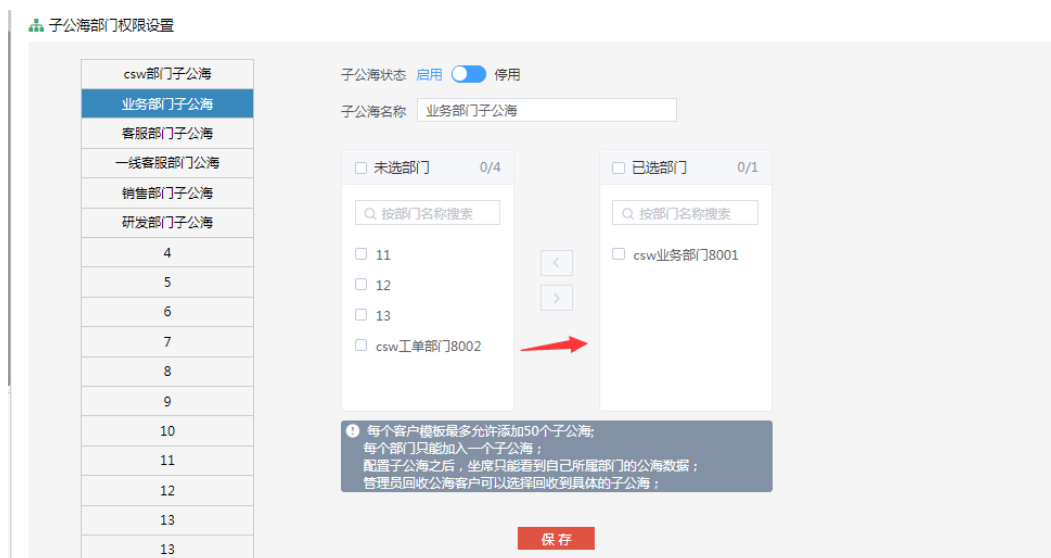 子公海部门权限设置
csw部门子公海
业务部门子公海
客服部门子公海
一线客服部门公海
销售部门子公海
研发部门子公海
4
5
6
7
8
9
10
11
12
13
13
子公海状态 启用 停用
子公海名称 业务部门子公海
未选部门 0/4
按部门名称搜索
11
12
13
csw工单部门8002
已选部门 0/1
按部门名称搜索
csw业务部门8001
每个客户模板最多允许添加50个子公海;
每个部门只能加入一个子公海；
配置子公海之后，坐席只能看到自己所属部门的公海数据；
管理员回收公海客户可以选择回收到具体的子公海；
保存